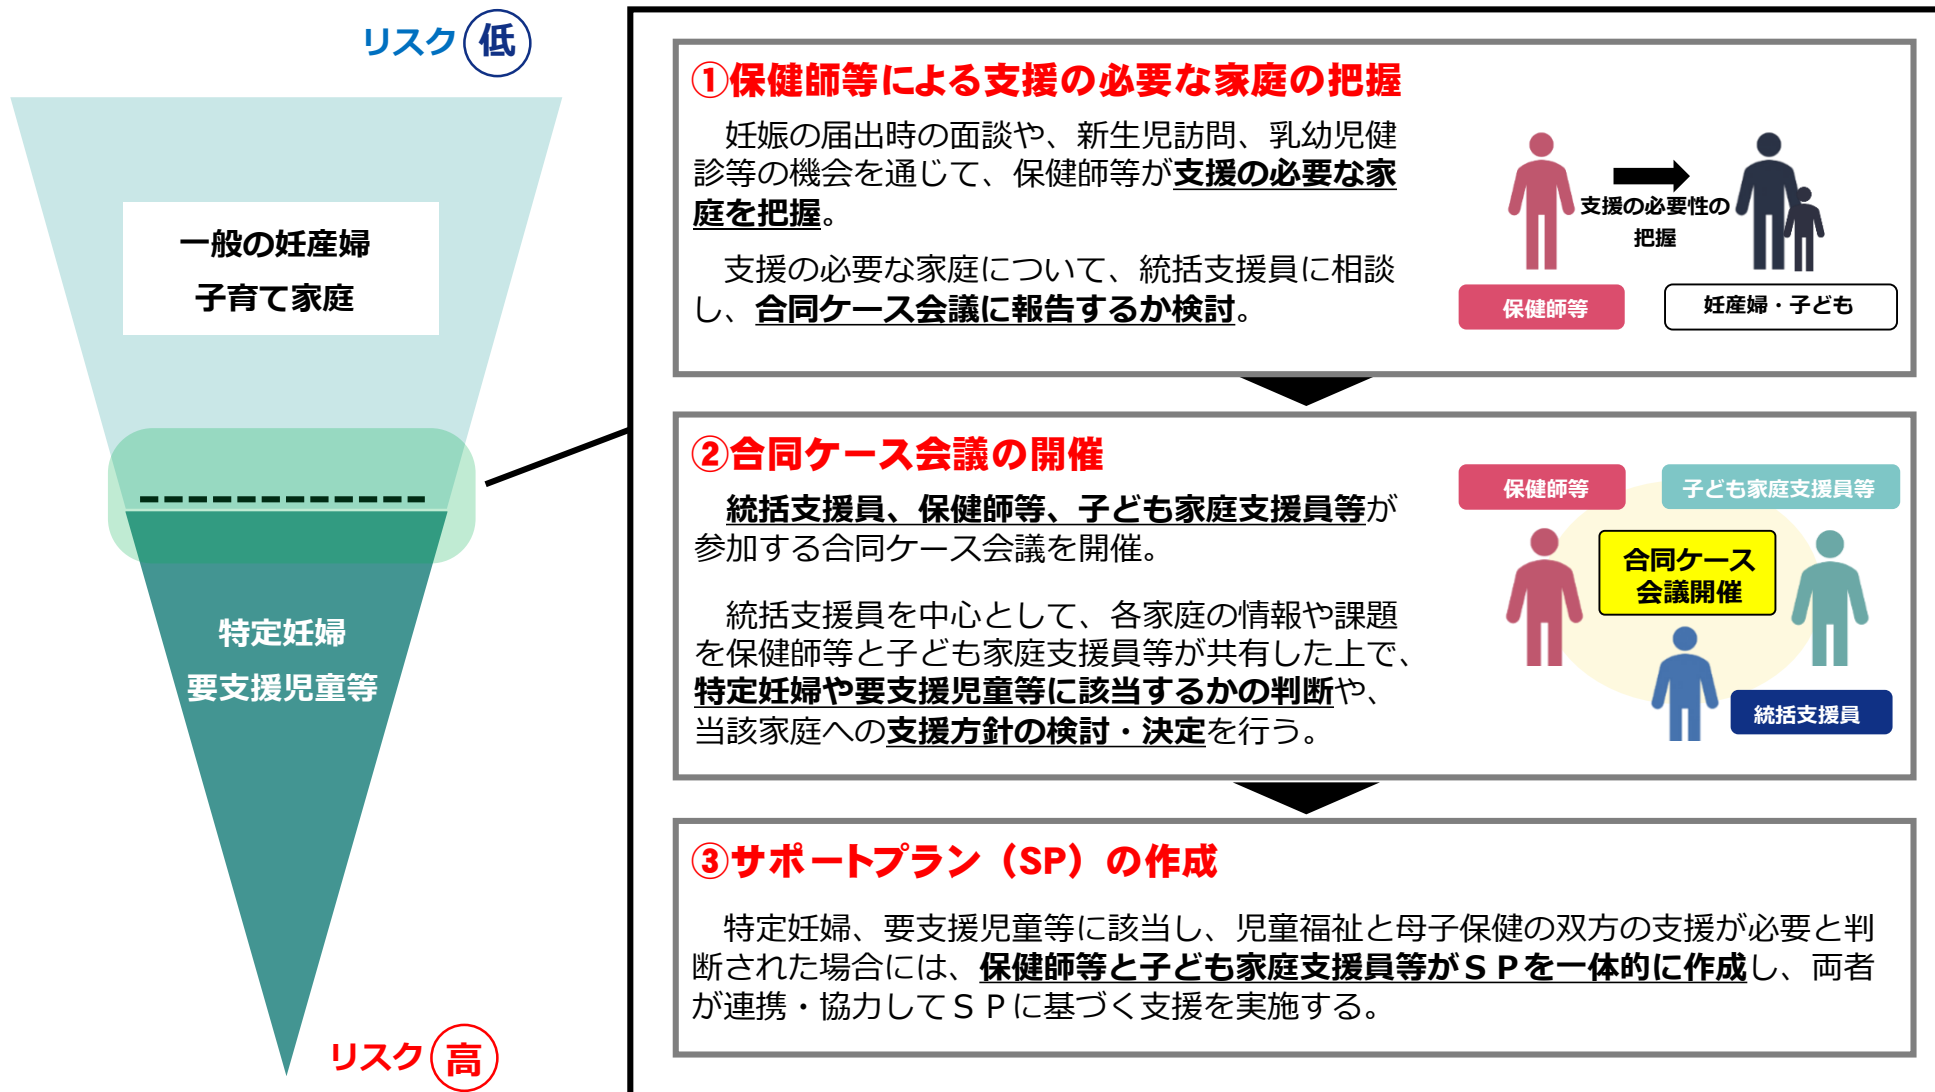 リスク 低
一般の妊産婦
子育て家庭
特定妊婦
要支援児童等
リスク 高
①保健師等による支援の必要な家庭の把握
妊娠の届出時の面談や、新生児訪問、乳幼児健
診等の機会を通じて、保健師等が支援の必要な家
庭を把握。
支援の必要な家庭について、統括支援員に相談
し、合同ケース会議に報告するか検討。
支援の必要性の
把握
保健師等
妊産婦・子ども
②合同ケース会議の開催
統括支援員、保健師等、子ども家庭支援員等が
参加する合同ケース会議を開催。
統括支援員を中心として、各家庭の情報や課題
を保健師等と子ども家庭支援員等が共有した上で、
特定妊婦や要支援児童等に該当するかの判断や、
当該家庭への支援方針の検討・決定を行う。
保健師等
子ども家庭支援員等
合同ケース
会議開催
統括支援員
③サポートプラン（SP）の作成
特定妊婦、要支援児童等に該当し、児童福祉と母子保健の双方の支援が必要と判
断された場合には、保健師等と子ども家庭支援員等がＳＰを一体的に作成し、両者
が連携・協力してＳＰに基づく支援を実施する。